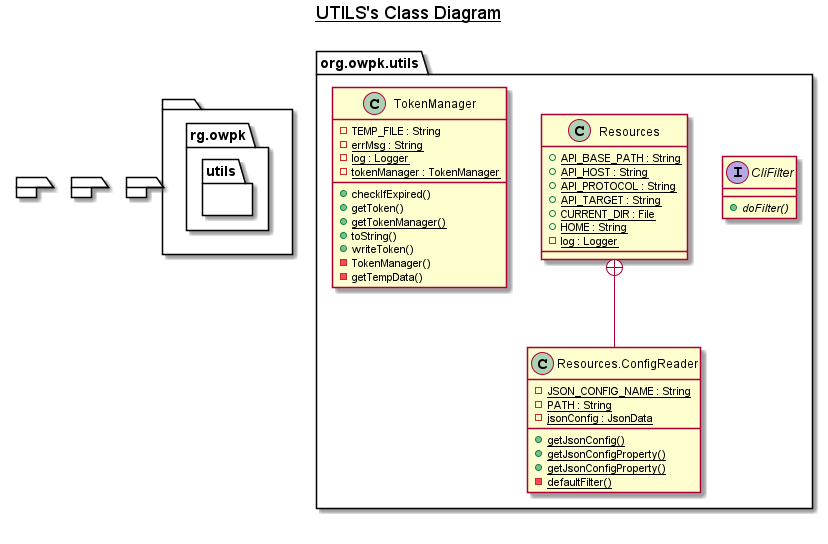 UTILS's Class Diagram
rg.owpk
utils
org.owpk.utils
C TokenManager
TEMP_FILE : String
errMsg : String
log : Logger
tokenManager : TokenManager
checkIfExpired()
getToken()
getTokenManager()
toString()
writeToken()
TokenManager()
getTempData()
C Resources
API_BASE_PATH : String
API_HOST : String
API_PROTOCOL : String
API_TARGET : String
CURRENT_DIR : File
HOME : String
log : Logger
I CliFilter
doFilter()
C Resources.ConfigReader
JSON_CONFIG_NAME : String
PATH : String
jsonConfig : JsonData
getJsonConfig()
getJsonConfigProperty()
getJsonConfigProperty()
defaultFilter()